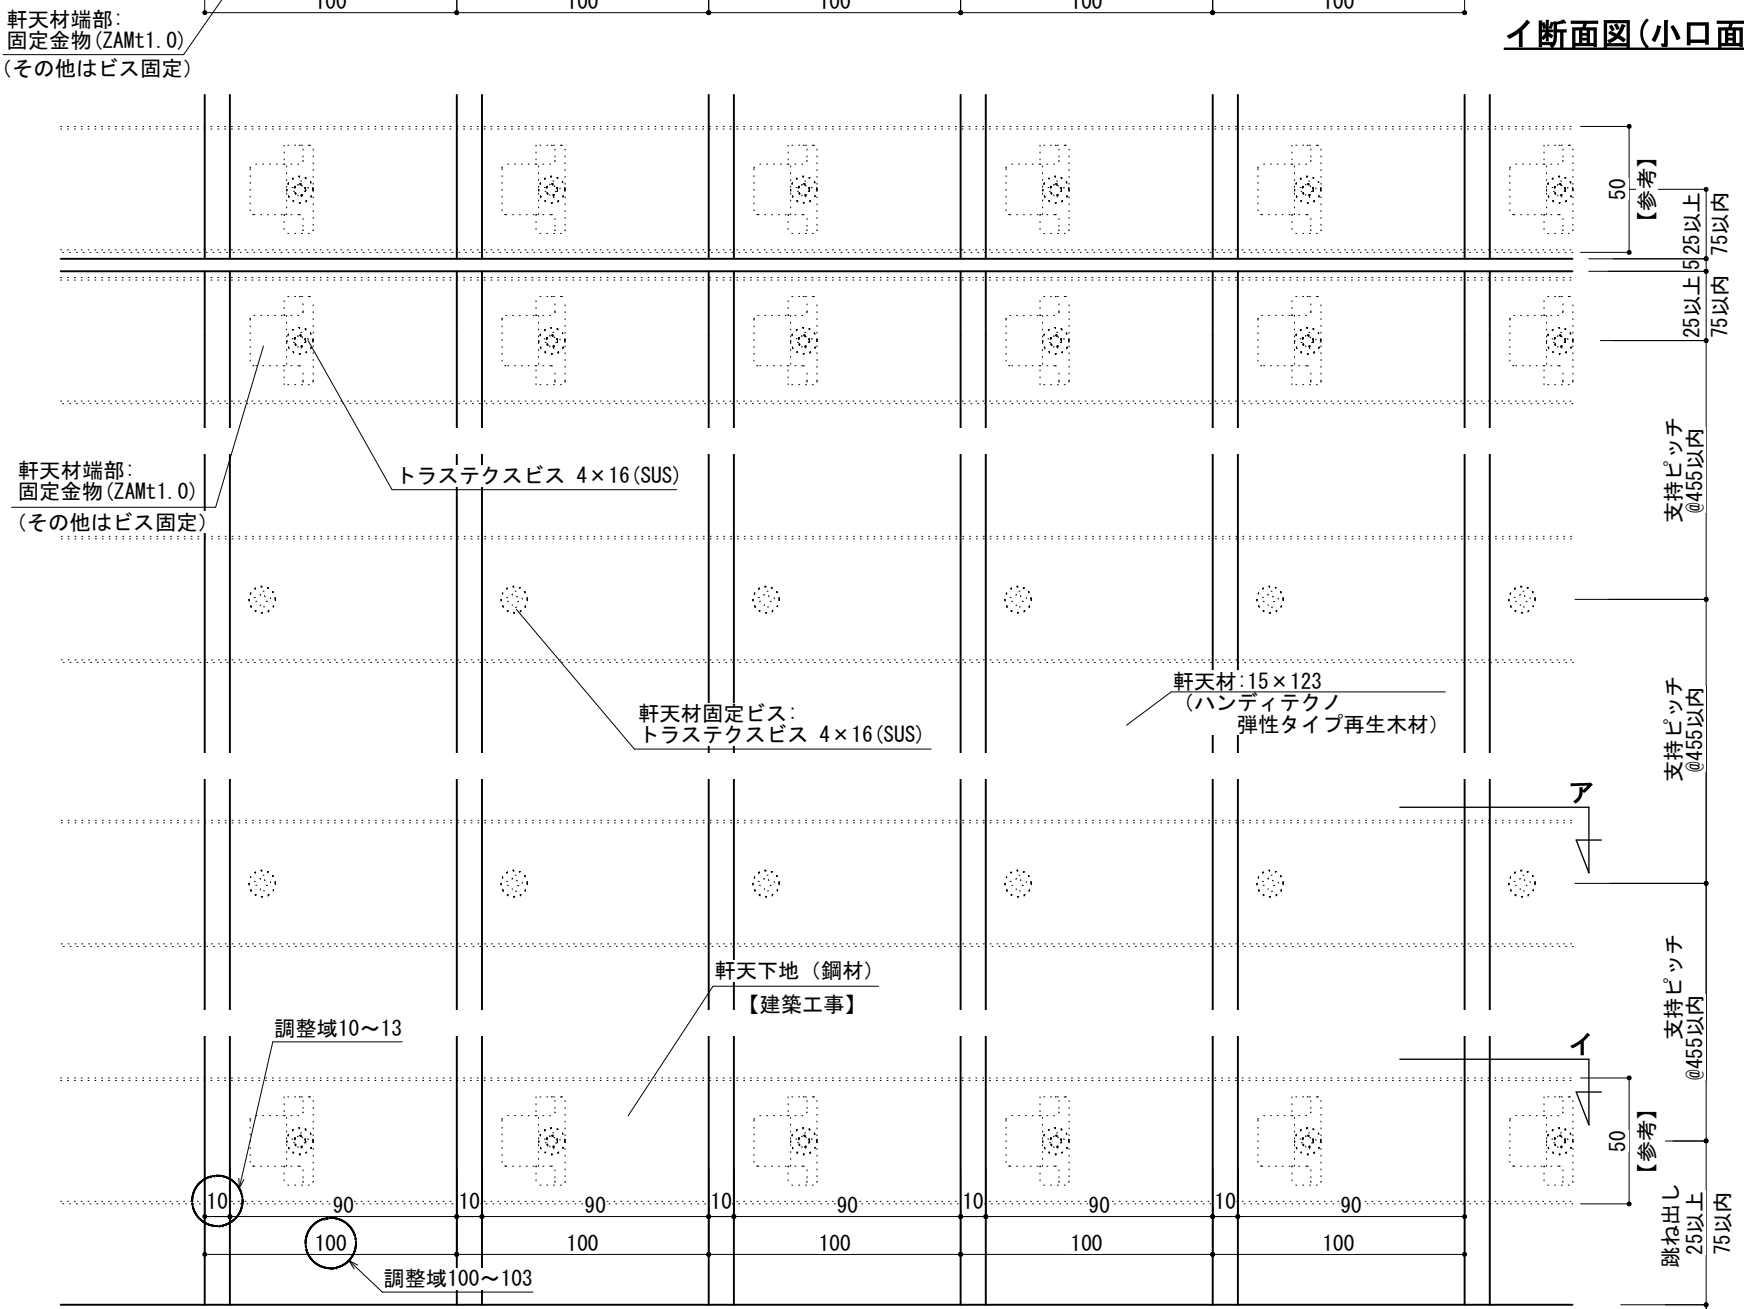 100 100 100 100 100
軒天材端部:
固定金物(ZAMt1.0)
(その他はビス固定)
イ断面図(小口面
50
【参考】
25以上
75以内
5
25以上
75以内
支持ピッチ
@455以内
軒天材端部:
固定金物(ZAMt1.0)
(その他はビス固定)
トラステクスビス 4×16(SUS)
軒天材固定ビス:
トラステクスビス 4×16(SUS)
軒天材:15×123
(ハンディテクノ
弾性タイプ再生木材)
支持ピッチ
@455以内
ア
軒天下地(鋼材)
【建築工事】
支持ピッチ
@455以内
調整域10～13
イ
50
【参考】
10 90 10 90 10 90 10 90 10 90
100 100 100 100 100
調整域100～103
跳ね出し
25以上
75以内